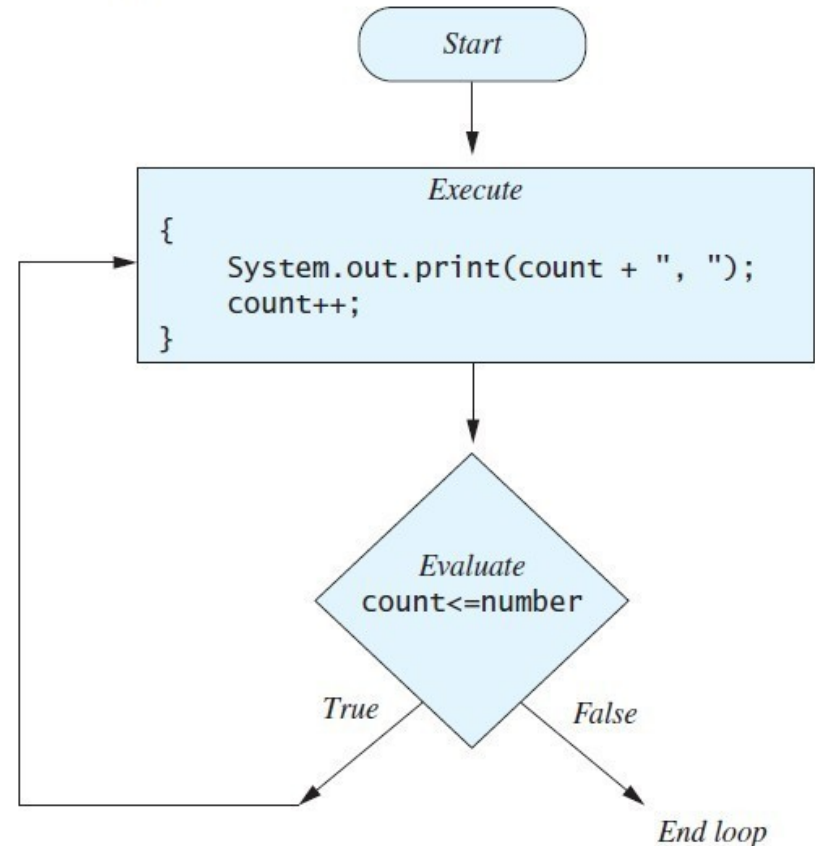 Start
Execute
{
System.out.print(count + ", ");
count++;
}
Evaluate
count<=number
True
False
End loop